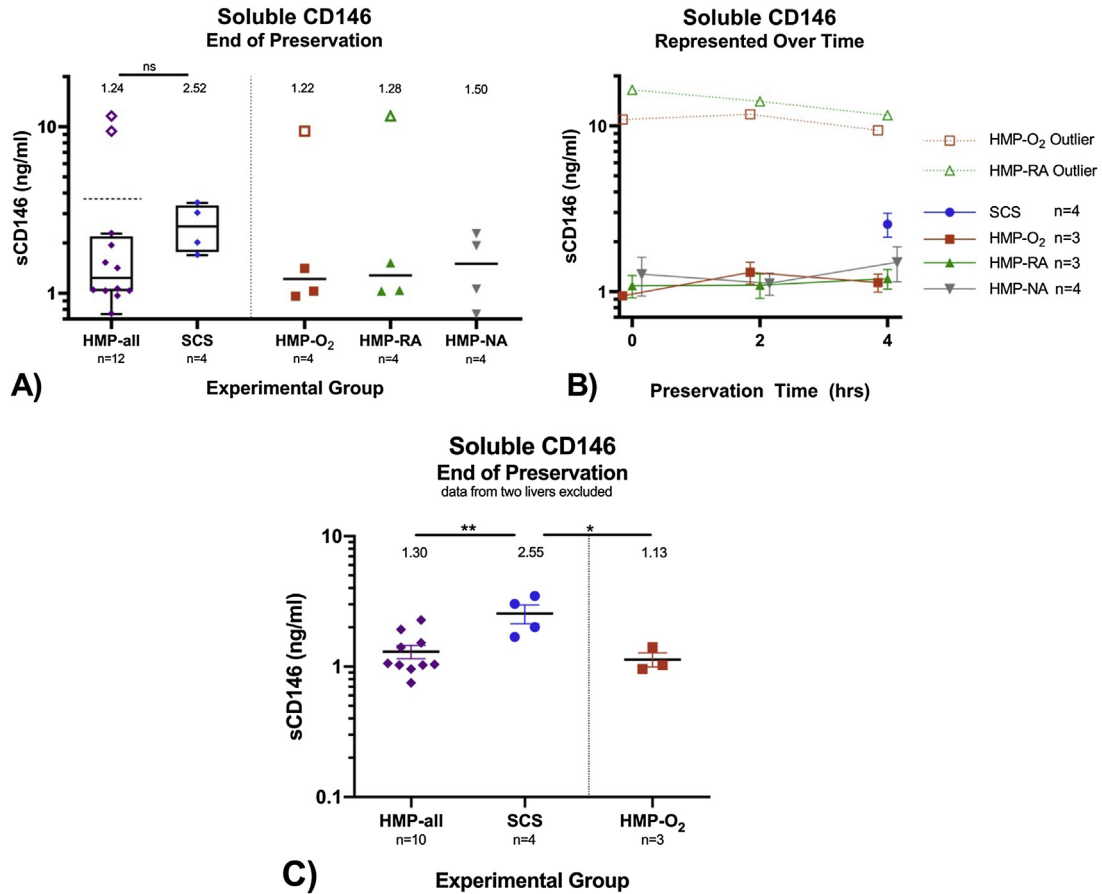 Soluble CD146
End of Preservation
ns
1.24 2.52 1.22 1.28 1.50
10
1
sCD146 (ng/ml)
HMP-all SCS HMP-O₂ HMP-RA HMP-NA
n=12 n=4 n=4 n=4 n=4
Experimental Group
A)
Soluble CD146
Represented Over Time
10
1
sCD146 (ng/ml)
0 2 4
Preservation Time (hrs)
B)
HMP-O₂ Outlier
HMP-RA Outlier
SCS n=4
HMP-O₂ n=3
HMP-RA n=3
HMP-NA n=4
Soluble CD146
End of Preservation
data from two livers excluded
** *
1.30 2.55 1.13
10
1
0.1
sCD146 (ng/ml)
HMP-all SCS HMP-O₂
n=10 n=4 n=3
Experimental Group
C)